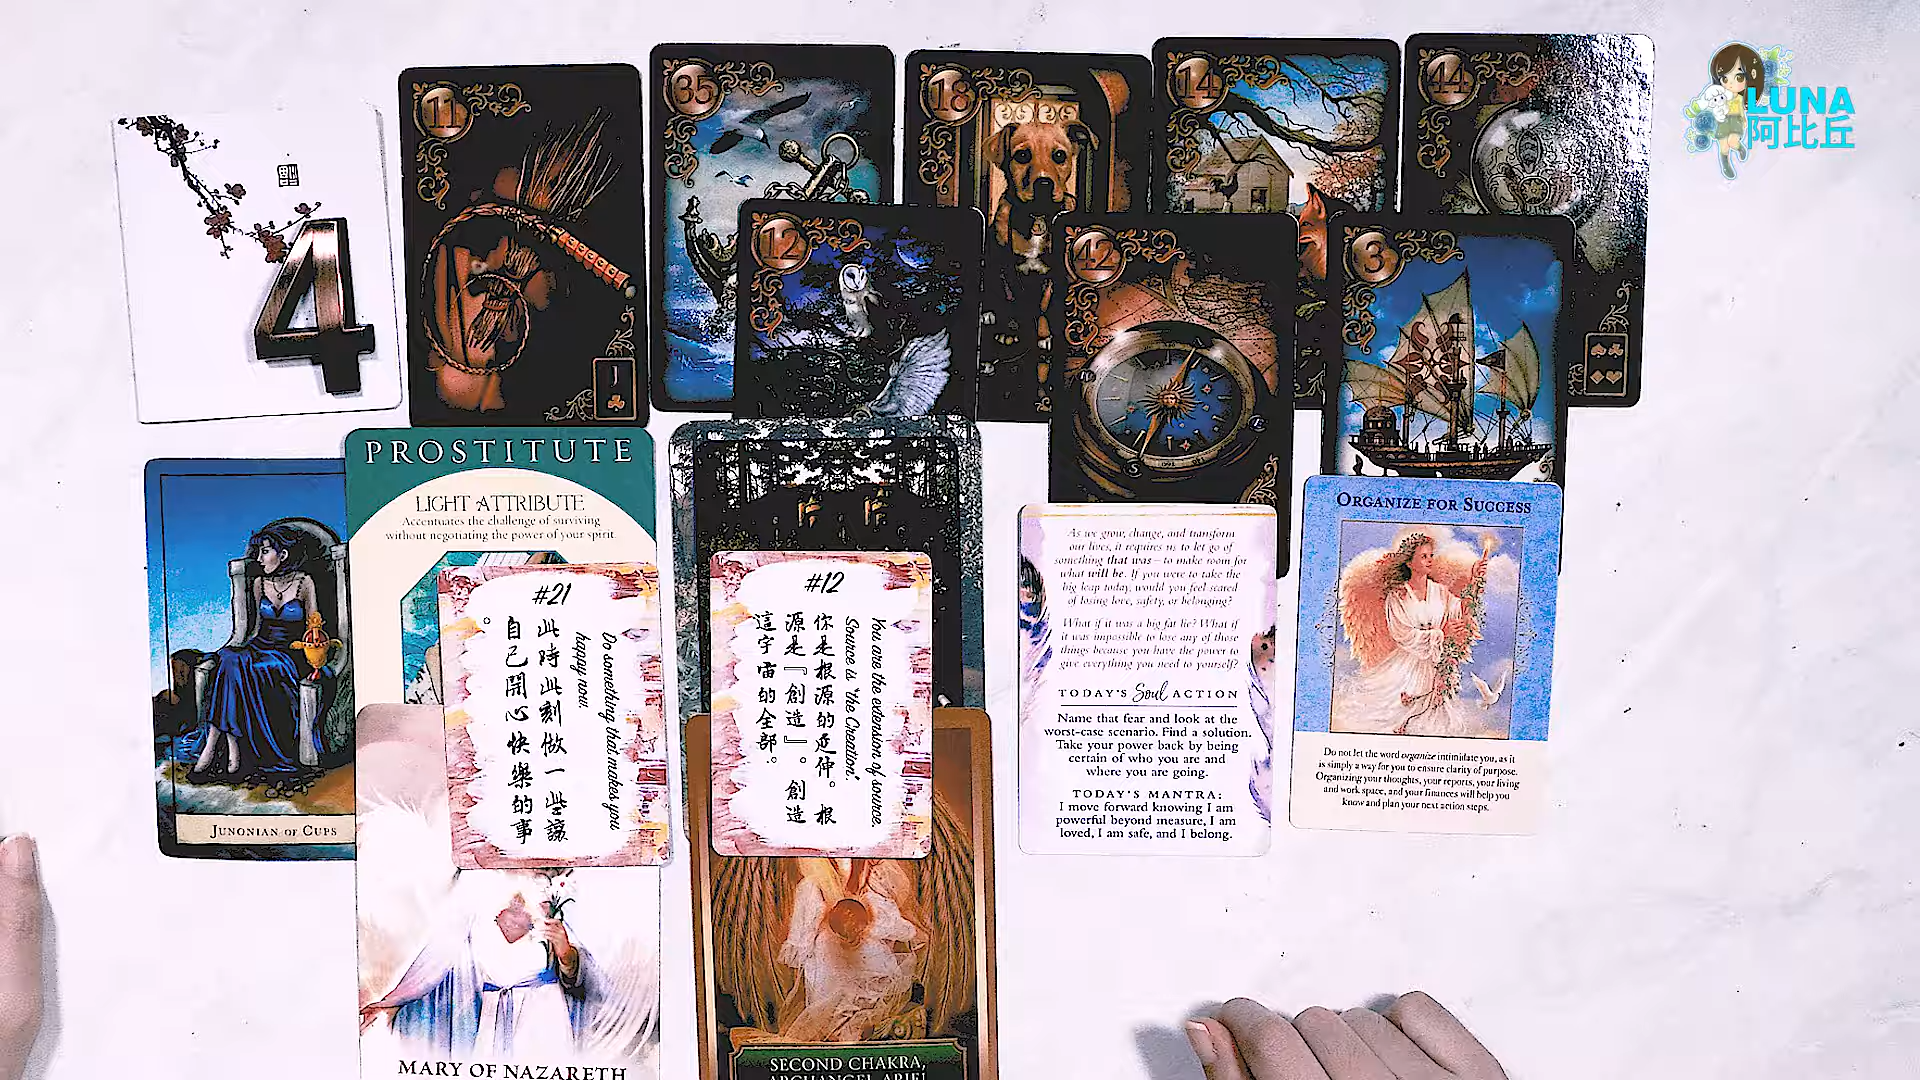 LUNA
阿比丘
4
11
J
35
18
14
44
12
42
3
S
JUNONIAN OF CUPS
PROSTITUTE
LIGHT ATTRIBUTE
Accentuates the challenge of surviving
without negotiating the power of your spirit.
#21
Do something that makes you
happy now.
此時此刻做一些讓
自己開心快樂的事
。
#12
You are the extension of source.
Source is "the Creation".
你是根源的延伸。根
源是『創造』。創造
這宇宙的全部。
As we grow, change, and transform
our lives, it requires us to let go of
something that was – to make room for
what will be. If you were to take the
big leap today, would you feel scared
of losing love, safety, or belonging?
What if it was a big fat lie? What if
it was impossible to lose any of those
things because you have the power to
give everything you need to yourself?
TODAY'S Soul ACTION
Name that fear and look at the
worst-case scenario. Find a solution.
Take your power back by being
certain of who you are and
where you are going.
TODAY'S MANTRA:
I move forward knowing I am
powerful beyond measure, I am
loved, I am safe, and I belong.
ORGANIZE FOR SUCCESS
Do not let the word organize intimidate you, as it
is simply a way for you to ensure clarity of purpose.
Organizing your thoughts, your reports, your living
and work space, and your finances will help you
know and plan your next action steps.
MARY OF NAZARETH
SECOND CHAKRA,
ARCHANGEL ARIEL